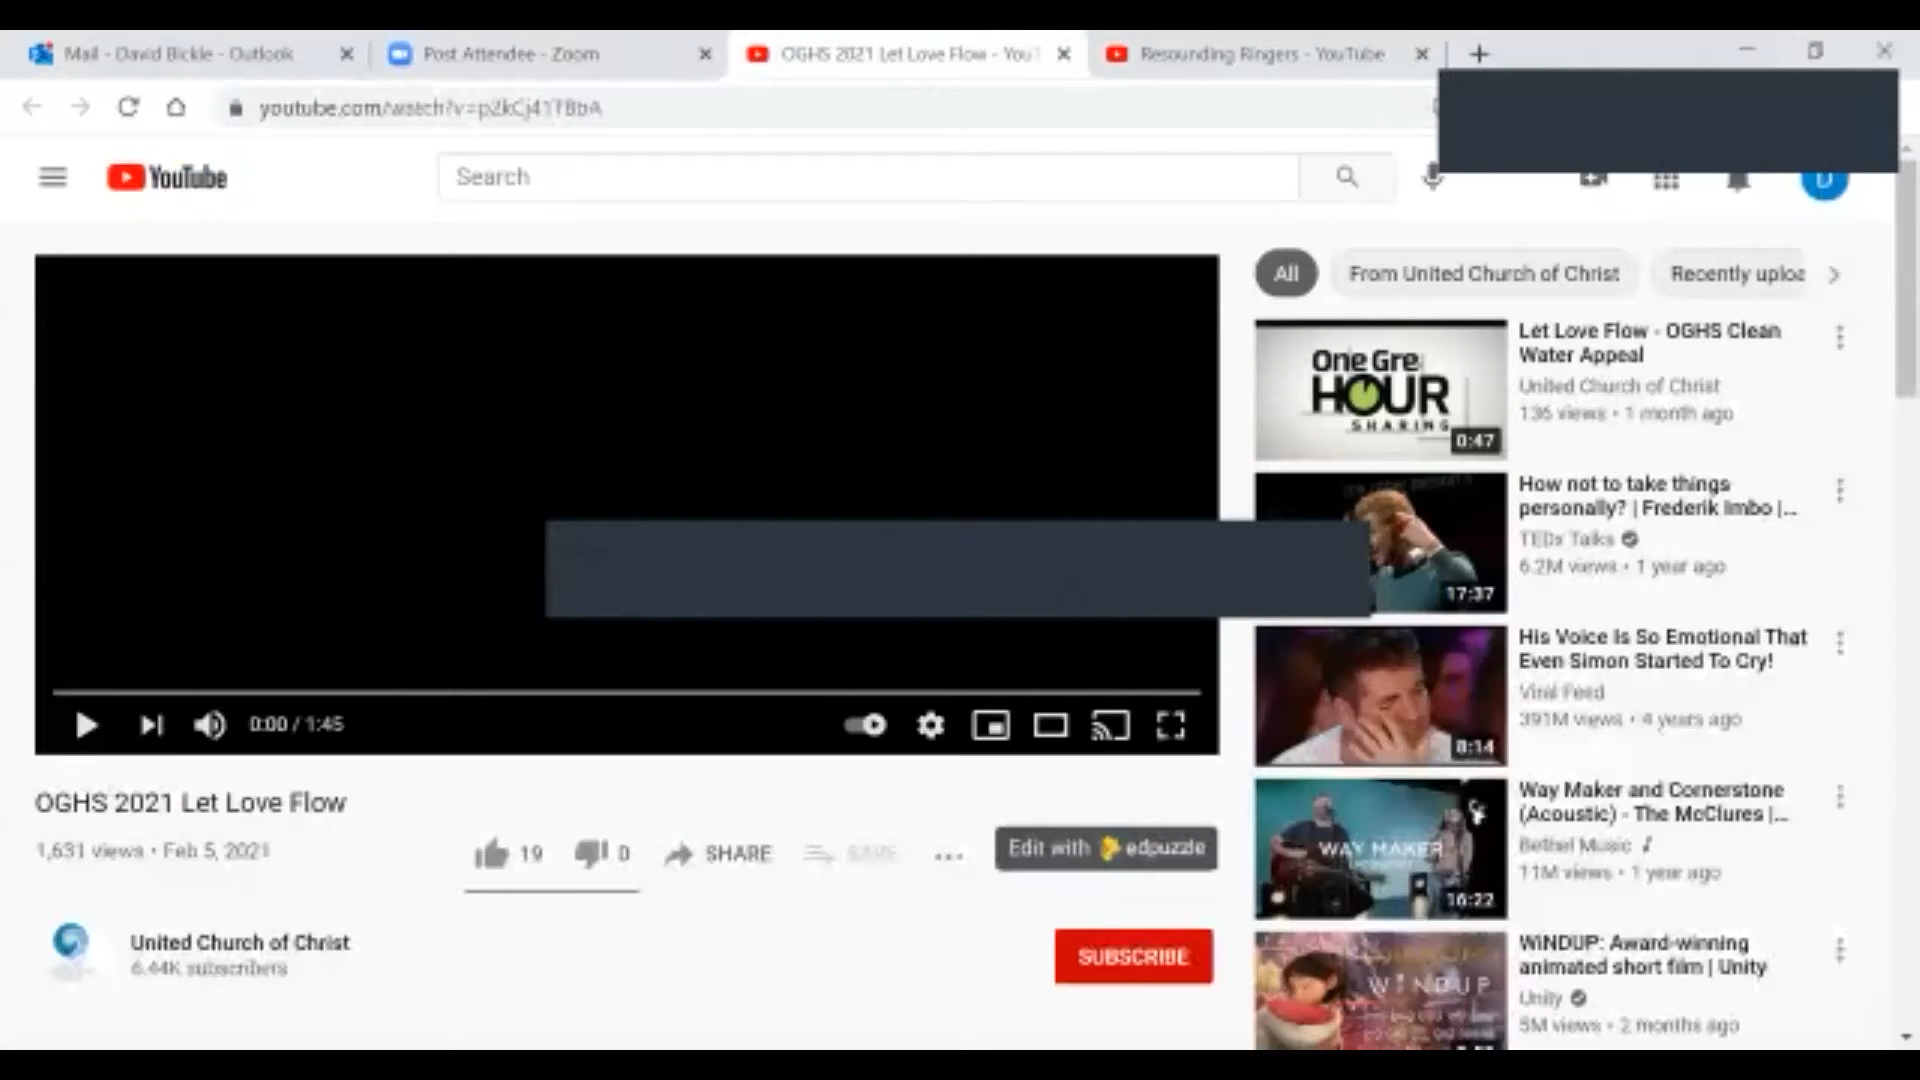 Mail - David Bickle - Outlook
Post Attendee - Zoom
OGHS 2021 Let Love Flow - YouT
Resounding Ringers - YouTube
youtube.com/watch?v=p2kCj41TBbA
YouTube
Search
D
All
From United Church of Christ
Recently uploa
One Gre
HOUR
SHARING
0:47
Let Love Flow - OGHS Clean
Water Appeal
United Church of Christ
136 views • 1 month ago
17:37
How not to take things
personally? | Frederik Imbo |...
TEDx Talks
6.2M views • 1 year ago
8:14
His Voice Is So Emotional That
Even Simon Started To Cry!
Viral Feed
391M views • 4 years ago
WAY MAKER
16:22
Way Maker and Cornerstone
(Acoustic) - The McClures |...
Bethel Music
11M views • 1 year ago
WINDUP
WiNDUP: Award-winning
animated short film | Unity
Unity
5M views • 2 months ago
0:00 / 1:45
OGHS 2021 Let Love Flow
1,631 views • Feb 5, 2021
19
0
SHARE
SAVE
Edit with edpuzzle
United Church of Christ
6.44K subscribers
SUBSCRIBE